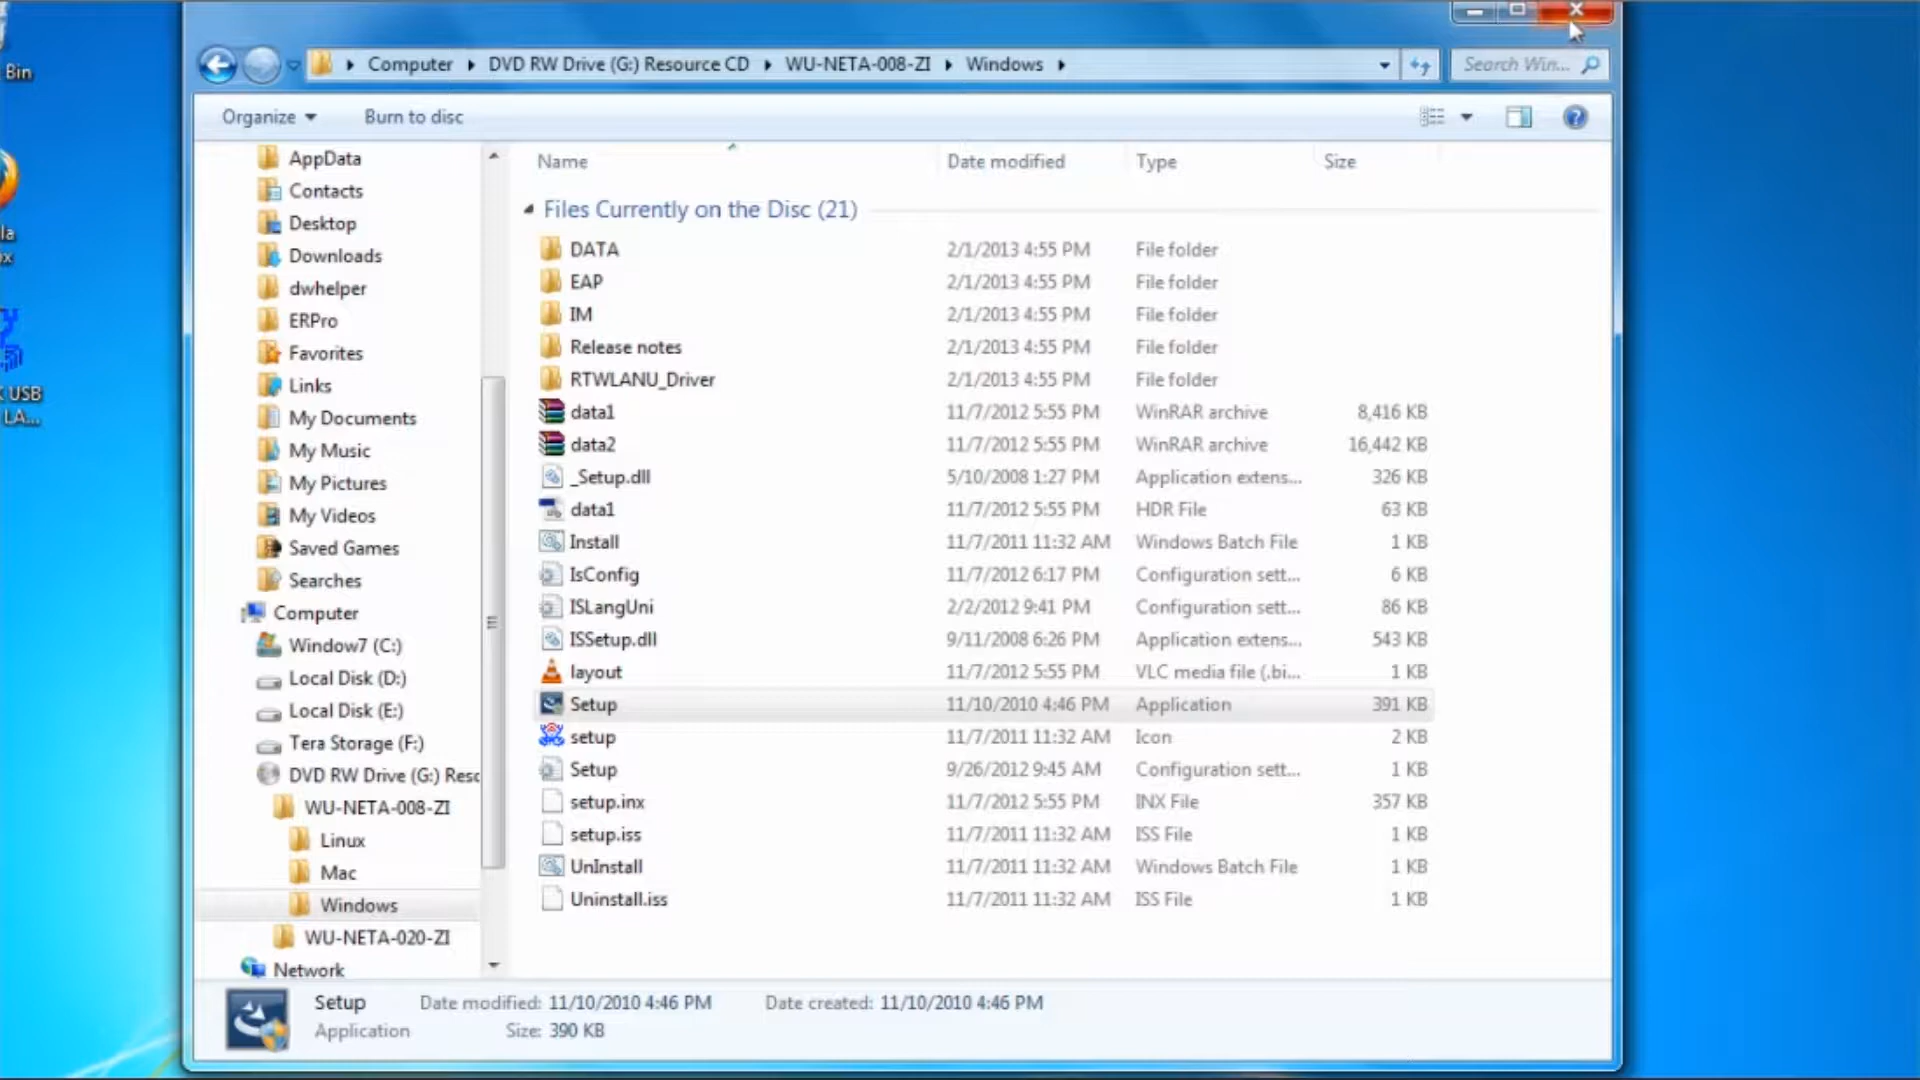 Bin
Computer DVD RW Drive (G:) Resource CD WU-NETA-008-ZI Windows
Search Win...
Organize Burn to disc
AppData
Contacts
Desktop
Downloads
dwhelper
ERPro
Favorites
Links
My Documents
My Music
My Pictures
My Videos
Saved Games
Searches
Computer
Window7 (C:)
Local Disk (D:)
Local Disk (E:)
Tera Storage (F:)
DVD RW Drive (G:) Resc
WU-NETA-008-ZI
Linux
Mac
Windows
WU-NETA-020-ZI
Network
Name Date modified Type Size
Files Currently on the Disc (21)
DATA 2/1/2013 4:55 PM File folder
EAP 2/1/2013 4:55 PM File folder
IM 2/1/2013 4:55 PM File folder
Release notes 2/1/2013 4:55 PM File folder
RTWLANU_Driver 2/1/2013 4:55 PM File folder
data1 11/7/2012 5:55 PM WinRAR archive 8,416 KB
data2 11/7/2012 5:55 PM WinRAR archive 16,442 KB
_Setup.dll 5/10/2008 1:27 PM Application extens... 326 KB
data1 11/7/2012 5:55 PM HDR File 63 KB
Install 11/7/2011 11:32 AM Windows Batch File 1 KB
IsConfig 11/7/2012 6:17 PM Configuration sett... 6 KB
ISLangUni 2/2/2012 9:41 PM Configuration sett... 86 KB
ISSetup.dll 9/11/2008 6:26 PM Application extens... 543 KB
layout 11/7/2012 5:55 PM VLC media file (.bi... 1 KB
Setup 11/10/2010 4:46 PM Application 391 KB
setup 11/7/2011 11:32 AM Icon 2 KB
Setup 9/26/2012 9:45 AM Configuration sett... 1 KB
setup.inx 11/7/2012 5:55 PM INX File 357 KB
setup.iss 11/7/2011 11:32 AM ISS File 1 KB
UnInstall 11/7/2011 11:32 AM Windows Batch File 1 KB
Uninstall.iss 11/7/2011 11:32 AM ISS File 1 KB
la
ox
K USB
LA...
Setup Date modified: 11/10/2010 4:46 PM Date created: 11/10/2010 4:46 PM
Application Size: 390 KB